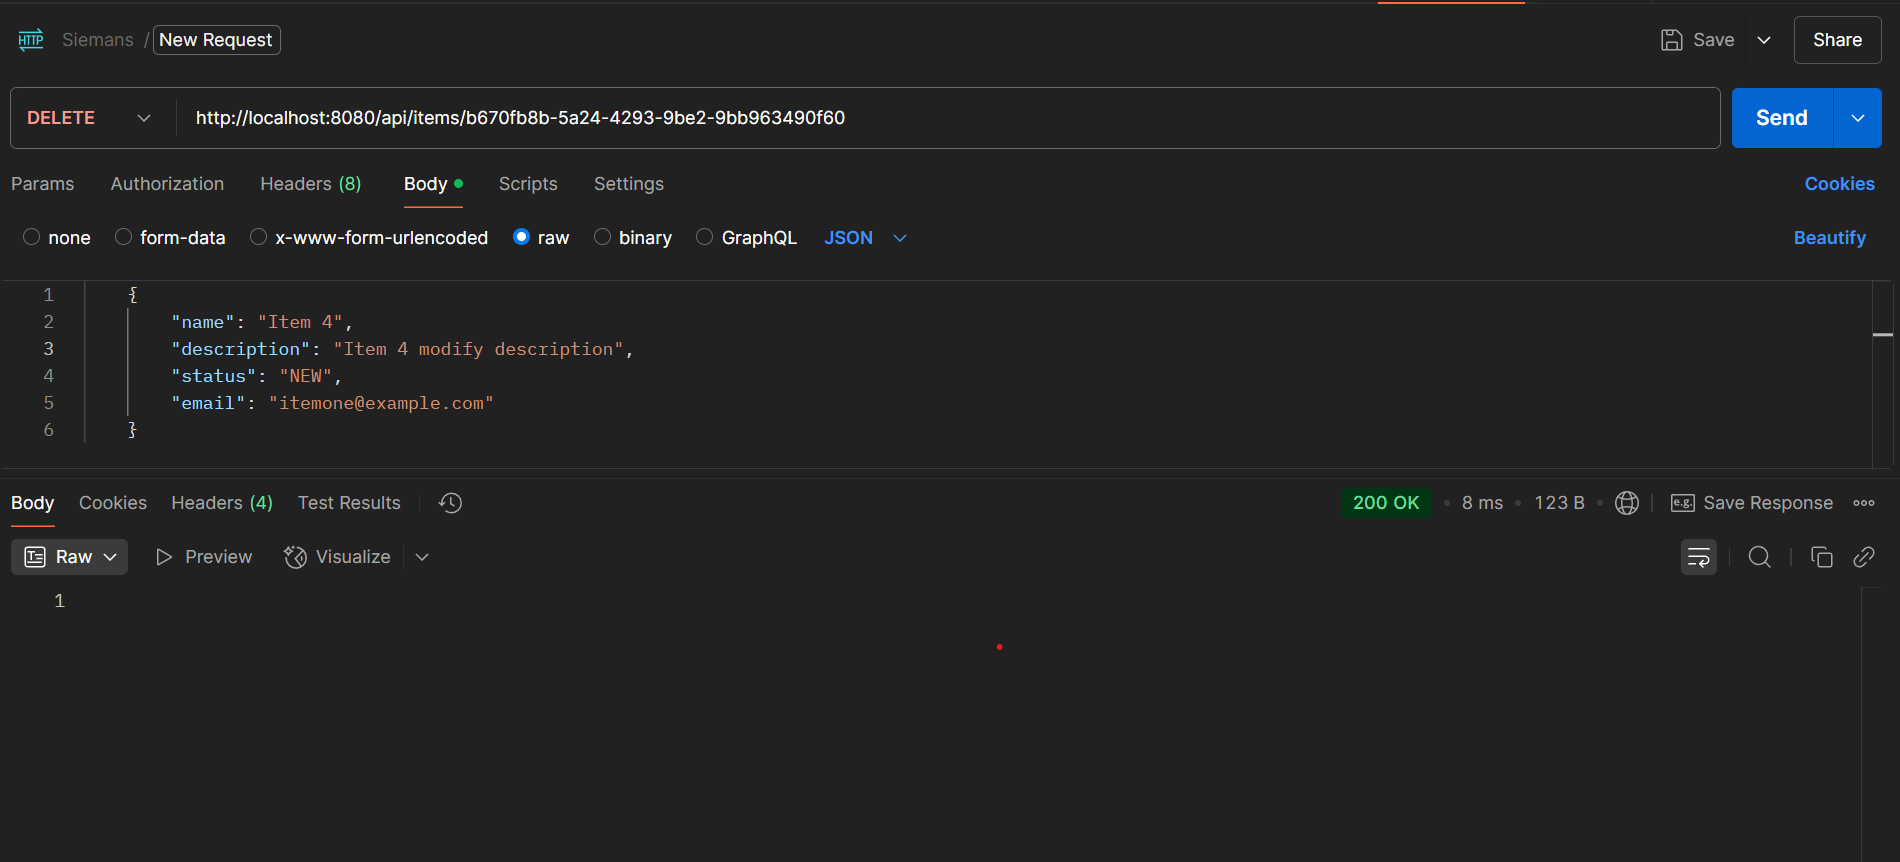 HTTP Siemans / New Request Save Share
DELETE http://localhost:8080/api/items/b670fb8b-5a24-4293-9be2-9bb963490f60 Send
Params Authorization Headers (8) Body Scripts Settings Cookies
none form-data x-www-form-urlencoded raw binary GraphQL JSON Beautify
1 {
2 "name": "Item 4",
3 "description": "Item 4 modify description",
4 "status": "NEW",
5 "email": "itemone@example.com"
6 }
Body Cookies Headers (4) Test Results 200 OK • 8 ms • 123 B • e.g. Save Response
Raw Preview Visualize
1